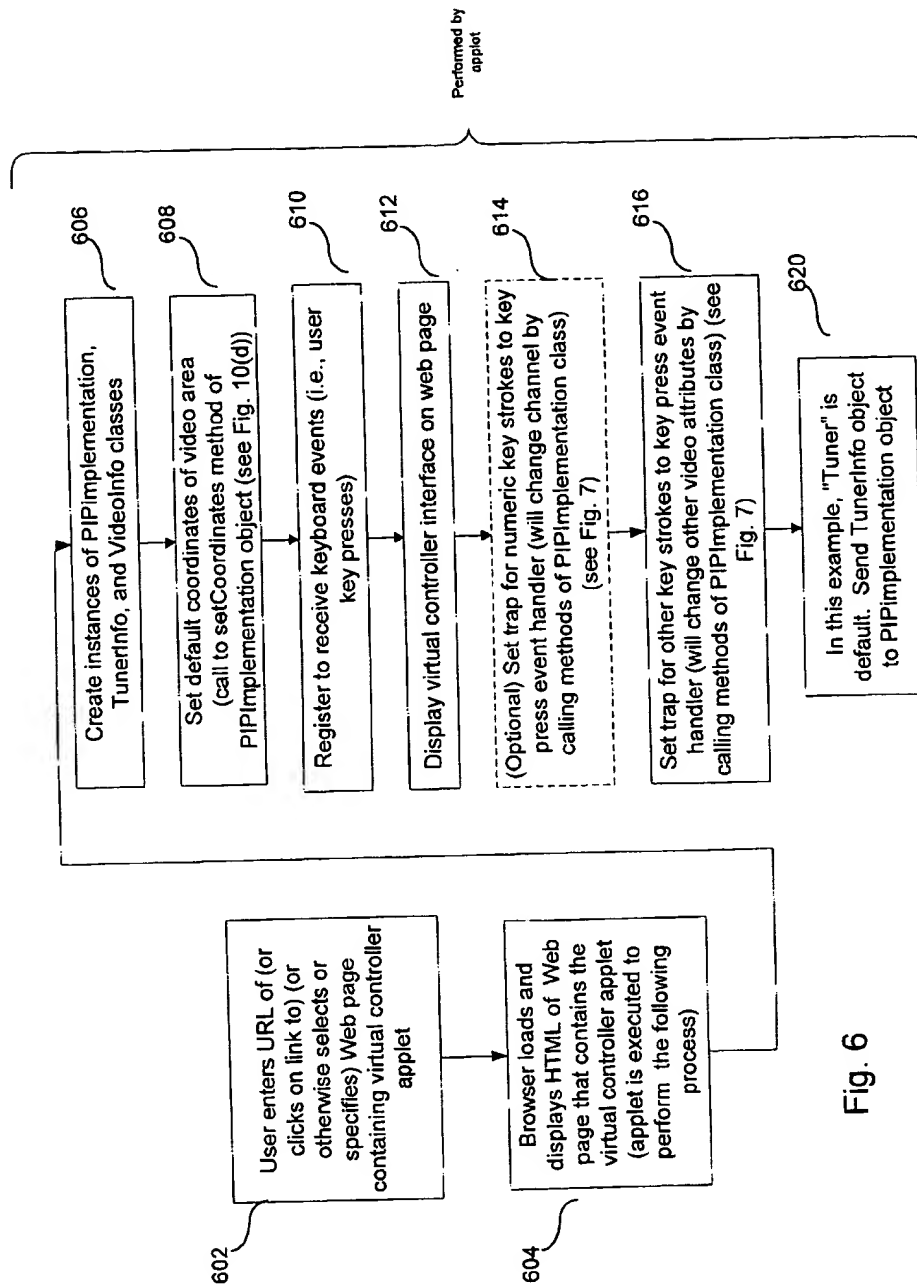 602
User enters URL of (or
clicks on link to) (or
otherwise selects or
specifies) Web page
containing virtual controller
applet
604
Browser loads and
displays HTML of Web
page that contains the
virtual controller applet
(applet is executed to
perform the following
process)
606
Create instances of PIPImplementation,
TunerInfo, and VideoInfo classes
608
Set default coordinates of video area
(call to setCoordinates method of
PIPImplementation object (see Fig. 10(d))
610
Register to receive keyboard events (i.e., user
key presses)
612
Display virtual controller interface on web page
614
(Optional) Set trap for numeric key strokes to key
press event handler (will change channel by
calling methods of PIPImplementation class)
(see Fig. 7)
616
Set trap for other key strokes to key press event
handler (will change other video attributes by
calling methods of PIPImplementation class) (see
Fig. 7)
620
In this example, "Tuner" is
default. Send TunerInfo object
to PIPImplementation object
Performed by
applet
Fig. 6